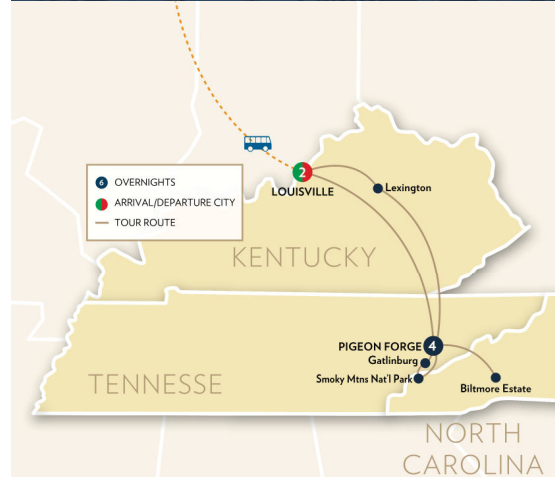 6 OVERNIGHTS
ARRIVAL/DEPARTURE CITY
TOUR ROUTE
2
LOUISVILLE
Lexington
KENTUCKY
PIGEON FORGE 4
Gatlinburg
Smoky Mtns Nat'l Park
Biltmore Estate
TENNESSE
NORTH
CAROLINA